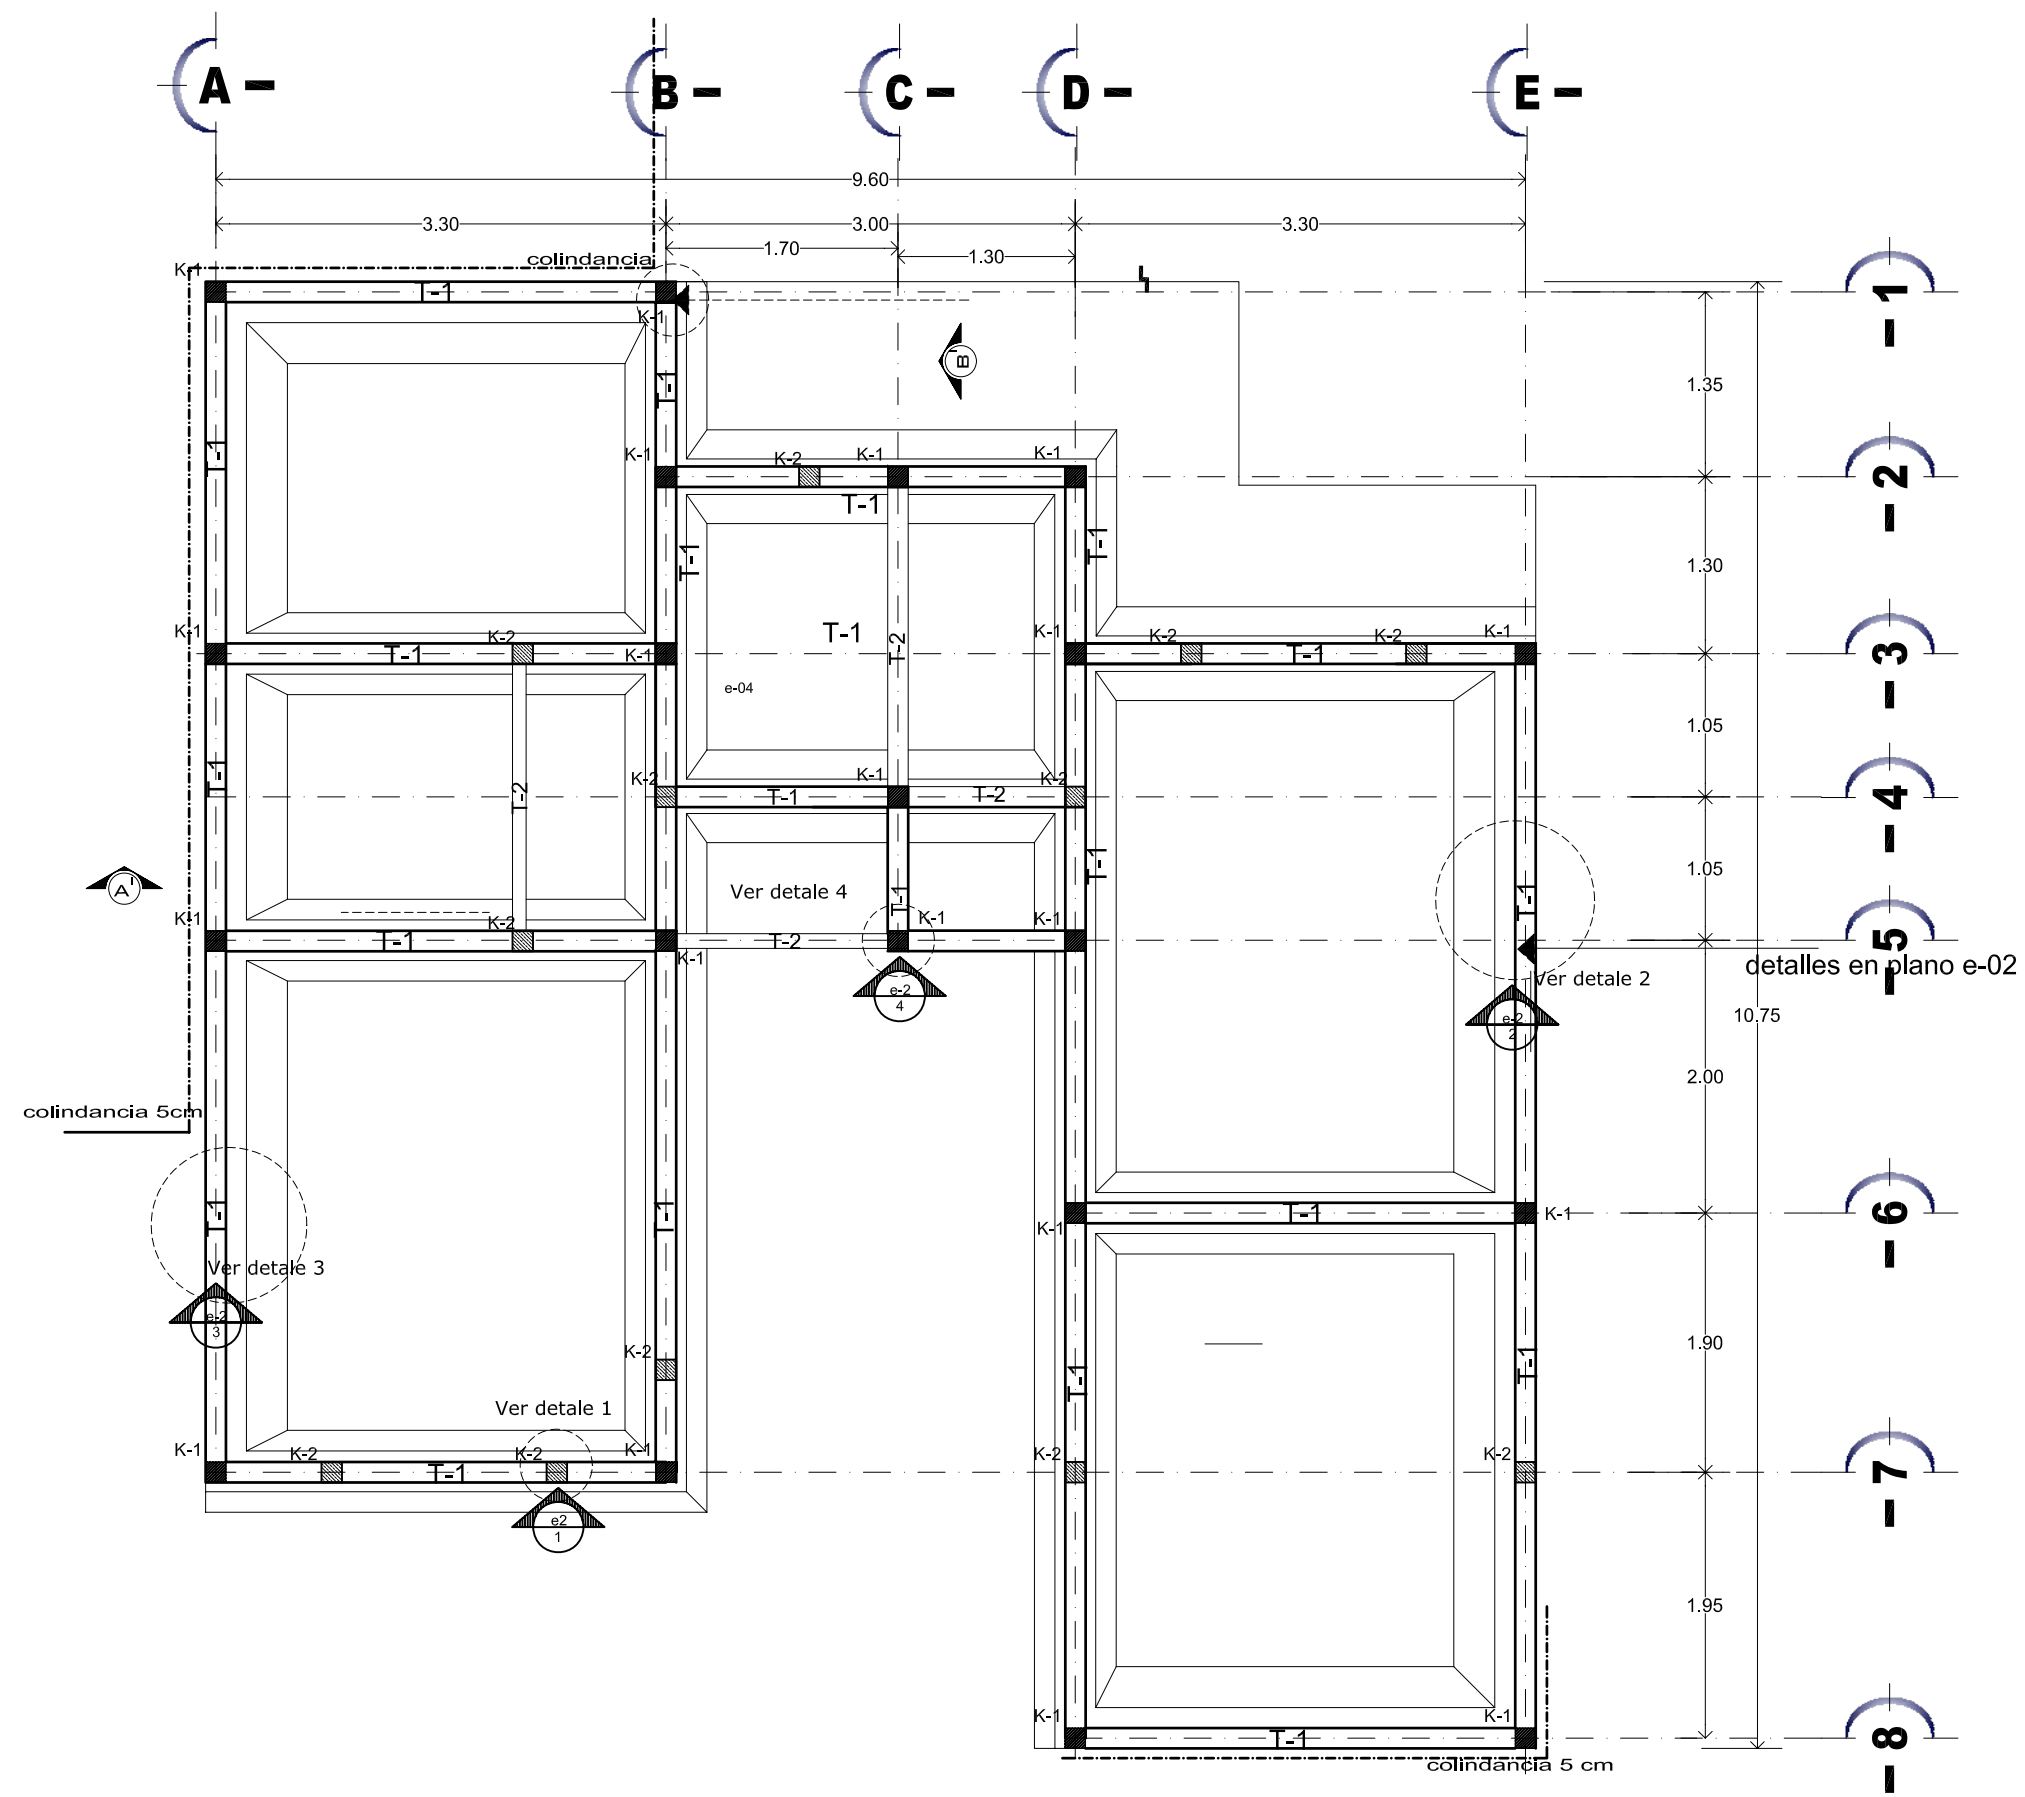 A -
B -
C -
D -
E -
9.60
3.30
3.00
3.30
1.70
1.30
colindancia
K-1
T-1
K-1
- 1
1.35
B'
T-1
T-1
K-1
K-2
K-1
K-1
- 2
T-1
T-1
T-1
1.30
K-1
K-2
K-1
T-1
T-1
T-2
K-1
K-2
K-2
K-1
T-1
- 3
e-04
1.05
T-1
T-2
K-2
K-1
K-2
T-1
T-2
- 4
A'
Ver detale 4
T-1
T-1
T-1
1.05
K-1
K-2
K-1
K-1
T-1
T-2
K-1
- 5
detalles en plano e-02
Ver detale 2
e-2
4
e-2
2
10.75
2.00
colindancia 5cm
T-1
T-1
K-1
T-1
K-1
- 6
Ver detale 3
e-2
3
1.90
K-2
T-1
T-1
Ver detale 1
K-1
K-2
K-2
K-1
T-1
K-2
K-2
- 7
e2
1
1.95
K-1
K-1
T-1
- 8
colindancia 5 cm